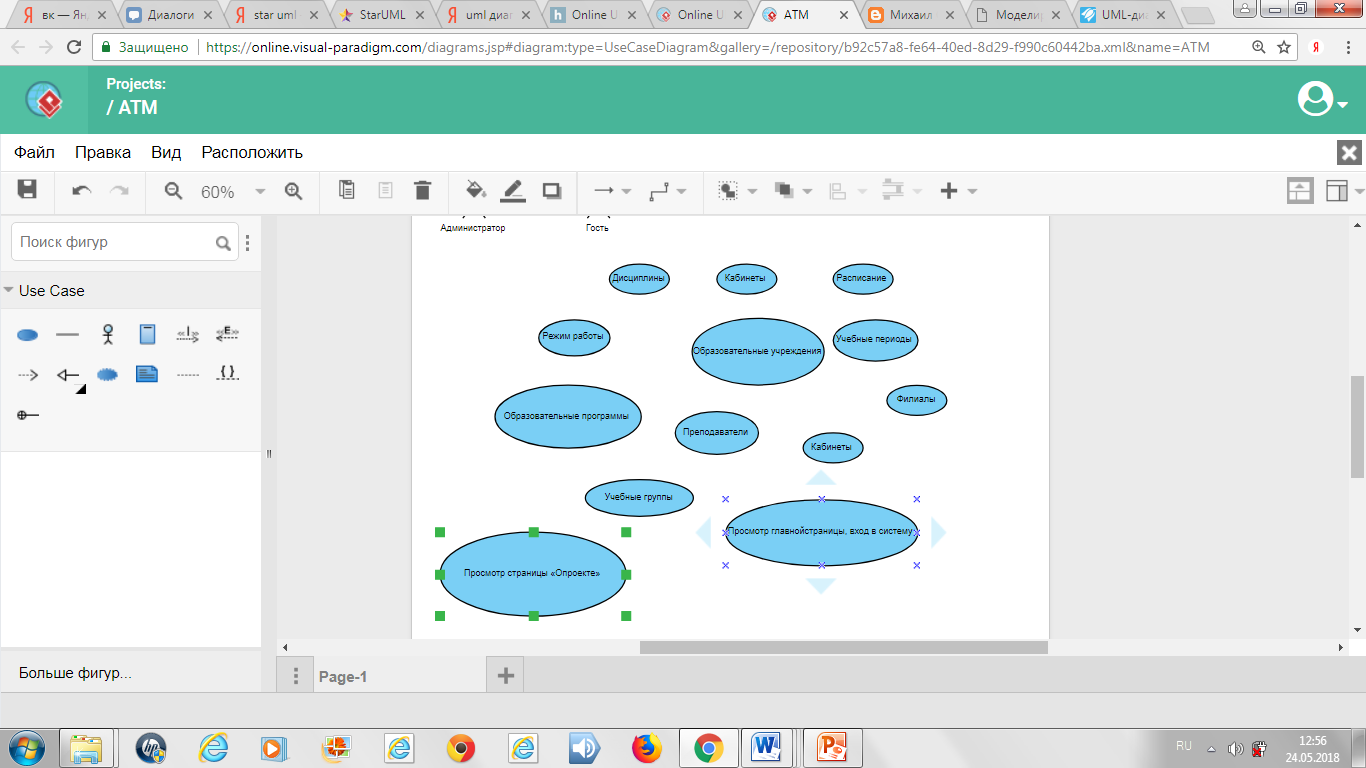 вк — Янд
Диалоги
star uml
StarUML
uml диаг
Online U
Online U
ATM
Михаил
Модели
UML-ди
Защищено
https://online.visual-paradigm.com/diagrams.jsp#diagram:type=UseCaseDiagram&gallery=/repository/b92c57a8-fe64-40ed-8d29-f990c60442ba.xml&name=ATM
Projects:
/ ATM
Файл Правка Вид Расположить
60%
Поиск фигур
Use Case
Больше фигур...
Администратор
Гость
Дисциплины
Кабинеты
Расписание
Режим работы
Образовательные учреждения
Учебные периоды
Филиалы
Образовательные программы
Преподаватели
Кабинеты
Учебные группы
Просмотр главнойстраницы, вход в систему
Просмотр страницы «Опроекте»
Page-1
RU
12:56
24.05.2018